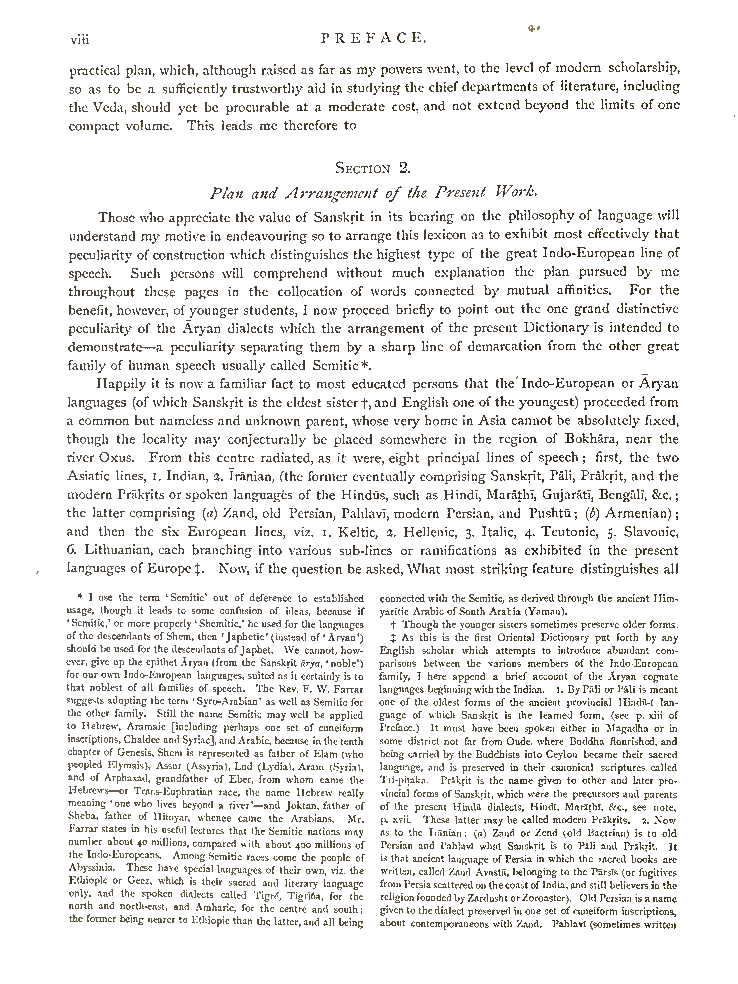 viii
PREFACE.
practical plan, which, although raised as far as my powers went, to the level of modern scholarship,
so as to be a sufficiently trustworthy aid in studying the chief departments of literature, including
the Veda, should yet be procurable at a moderate cost, and not extend beyond the limits of one
compact volume. This leads me therefore to
SECTION 2.
Plan and Arrangement of the Present Work.
Those who appreciate the value of Sanskṛit in its bearing on the philosophy of language will
understand my motive in endeavouring so to arrange this lexicon as to exhibit most effectively that
peculiarity of construction which distinguishes the highest type of the great Indo-European line of
speech. Such persons will comprehend without much explanation the plan pursued by me
throughout these pages in the collocation of words connected by mutual affinities. For the
benefit, however, of younger students, I now proceed briefly to point out the one grand distinctive
peculiarity of the Āryan dialects which the arrangement of the present Dictionary is intended to
demonstrate—a peculiarity separating them by a sharp line of demarcation from the other great
family of human speech usually called Semitic*.
Happily it is now a familiar fact to most educated persons that the Indo-European or Āryan
languages (of which Sanskṛit is the eldest sister†, and English one of the youngest) proceeded from
a common but nameless and unknown parent, whose very home in Asia cannot be absolutely fixed,
though the locality may conjecturally be placed somewhere in the region of Bokhāra, near the
river Oxus. From this centre radiated, as it were, eight principal lines of speech; first, the two
Asiatic lines, 1. Indian, 2. Īrānian, (the former eventually comprising Sanskṛit, Pāli, Prākṛit, and the
modern Prākṛits or spoken languages of the Hindūs, such as Hindī, Marāṭhī, Gujarātī, Bengālī, &c.;
the latter comprising (a) Zand, old Persian, Pahlavī, modern Persian, and Pushtū; (b) Armenian);
and then the six European lines, viz. 1. Keltic, 2. Hellenic, 3. Italic, 4. Teutonic, 5. Slavonic,
6. Lithuanian, each branching into various sub-lines or ramifications as exhibited in the present
languages of Europe‡. Now, if the question be asked, What most striking feature distinguishes all
* I use the term 'Semitic' out of deference to established
usage, though it leads to some confusion of ideas, because if
'Semitic,' or more properly 'Shemitic,' be used for the languages
of the descendants of Shem, then 'Japhetic' (instead of 'Āryan')
should be used for the descendants of Japhet. We cannot, how-
ever, give up the epithet Āryan (from the Sanskṛit ārya, 'noble')
for our own Indo-European languages, suited as it certainly is to
that noblest of all families of speech. The Rev. F. W. Farrar
suggests adopting the term 'Syro-Arabian' as well as Semitic for
the other family. Still the name Semitic may well be applied
to Hebrew, Aramaic [including perhaps one set of cuneiform
inscriptions, Chaldee and Syriac], and Arabic, because in the tenth
chapter of Genesis, Shem is represented as father of Elam (who
peopled Elymais), Assur (Assyria), Lud (Lydia), Aram (Syria),
and of Arphaxad, grandfather of Eber, from whom came the
Hebrews—or Trans-Euphratian race, the name Hebrew really
meaning 'one who lives beyond a river'—and Joktan, father of
Sheba, father of Himyar, whence came the Arabians. Mr.
Farrar states in his useful lectures that the Semitic nations may
number about 40 millions, compared with about 400 millions of
the Indo-Europeans. Among Semitic races come the people of
Abyssinia. These have special languages of their own, viz. the
Ethiopic or Geez, which is their sacred and literary language
only, and the spoken dialects called Tigré, Tigriña, for the
north and north-east, and Amharic, for the centre and south;
the former being nearer to Ethiopic than the latter, and all being
connected with the Semitic, as derived through the ancient Him-
yaritic Arabic of South Arabia (Yaman).
† Though the younger sisters sometimes preserve older forms.
‡ As this is the first Oriental Dictionary put forth by any
English scholar which attempts to introduce abundant com-
parisons between the various members of the Indo-European
family, I here append a brief account of the Āryan cognate
languages beginning with the Indian. 1. By Pāli or Pālī is meant
one of the oldest forms of the ancient provincial Hindū-ī lan-
guage of which Sanskṛit is the learned form, (see p. xiii of
Preface.) It must have been spoken either in Magadha or in
some district not far from Oude, where Buddha flourished, and
being carried by the Buddhists into Ceylon became their sacred
language, and is preserved in their canonical scriptures called
Tri-piṭaka. Prākṛit is the name given to other and later pro-
vincial forms of Sanskṛit, which were the precursors and parents
of the present Hindū dialects, Hindī, Marāṭhī, &c., see note,
p. xvii. These latter may be called modern Prākṛits. 2. Now
as to the Īrānian; (a) Zand or Zend (old Bactrian) is to old
Persian and Pahlavī what Sanskṛit is to Pāli and Prākṛit. It
is that ancient language of Persia in which the sacred books are
written, called Zand Avastā, belonging to the Pārsīs (or fugitives
from Persia scattered on the coast of India, and still believers in the
religion founded by Zardusht or Zoroaster). Old Persian is a name
given to the dialect preserved in one set of cuneiform inscriptions,
about contemporaneous with Zand. Pahlavī (sometimes written